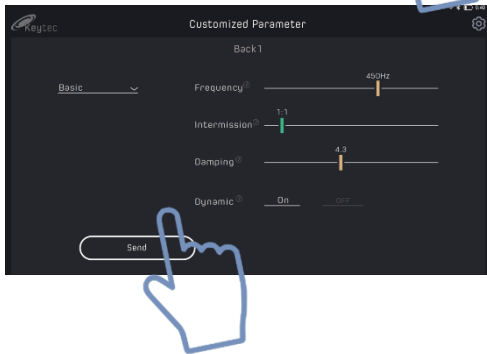 Keytec
Customized Parameter
Back1
Basic
Frequency
450Hz
Intermission
1:1
Damping
4.3
Dynamic
On
OFF
Send